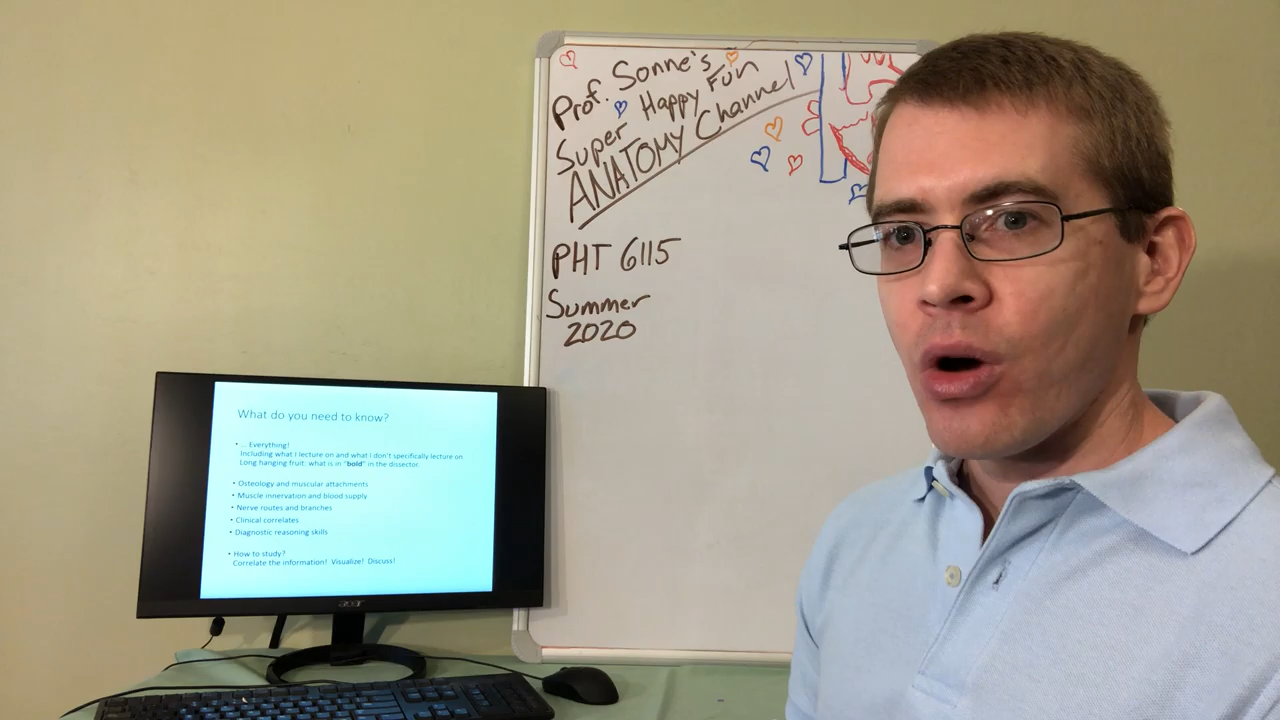 Prof. Sonne's
Super Happy Fun
ANATOMY Channel
PHT 6115
Summer
2020
What do you need to know?
• ... Everything!
Including what I lecture on and what I don't specifically lecture on
Long hanging fruit: what is in "bold" in the dissector
• Osteology and muscular attachments
• Muscle innervation and blood supply
• Nerve routes and branches
• Clinical correlates
• Diagnostic reasoning skills
• How to study?
Correlate the information! Visualize! Discuss!
acer